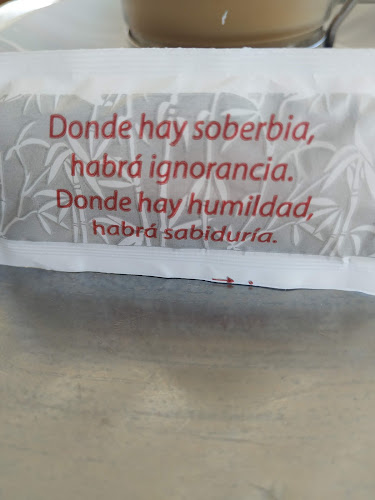 Donde hay soberbia,
habrá ignorancia.
Donde hay humildad,
habrá sabiduría.